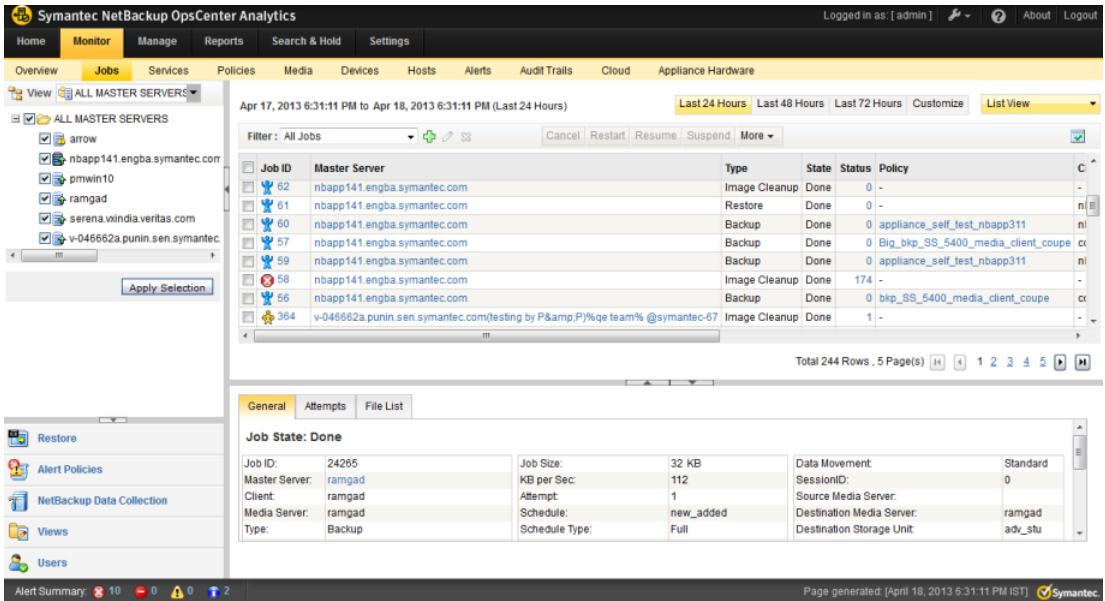 Symantec NetBackup OpsCenter Analytics
Logged in as: [ admin ] About Logout
Home Monitor Manage Reports Search & Hold Settings
Overview Jobs Services Policies Media Devices Hosts Alerts Audit Trails Cloud Appliance Hardware
View ALL MASTER SERVERS
ALL MASTER SERVERS
arrow
nbapp141.engba.symantec.com
pmwin10
ramgad
serena.vxindia.veritas.com
v-046662a.punin.sen.symantec.
Apply Selection
Apr 17, 2013 6:31:11 PM to Apr 18, 2013 6:31:11 PM (Last 24 Hours)
Last 24 Hours Last 48 Hours Last 72 Hours Customize List View
Filter : All Jobs Cancel Restart Resume Suspend More
Job ID Master Server Type State Status Policy
62 nbapp141.engba.symantec.com Image Cleanup Done 0 - -
61 nbapp141.engba.symantec.com Restore Done 0 -
60 nbapp141.engba.symantec.com Backup Done 0 appliance_self_test_nbapp311
57 nbapp141.engba.symantec.com Backup Done 0 Big_bkp_SS_5400_media_client_coupe
59 nbapp141.engba.symantec.com Backup Done 0 appliance_self_test_nbapp311
58 nbapp141.engba.symantec.com Image Cleanup Done 174 - -
56 nbapp141.engba.symantec.com Backup Done 0 bkp_SS_5400_media_client_coupe
364 v-046662a.punin.sen.symantec.com(testing by P&amp;P)%qe team% @symantec-67 Image Cleanup Done 1 - -
Total 244 Rows , 5 Page(s) 1 2 3 4 5
General Attempts File List
Job State: Done
Job ID: 24265 Job Size: 32 KB Data Movement: Standard
Master Server: ramgad KB per Sec: 112 SessionID: 0
Client: ramgad Attempt: 1 Source Media Server:
Media Server: ramgad Schedule: new_added Destination Media Server: ramgad
Type: Backup Schedule Type: Full Destination Storage Unit: adv_stu
Restore
Alert Policies
NetBackup Data Collection
Views
Users
Alert Summary: 10 0 0 2
Page generated: [April 18, 2013 6:31:11 PM IST] Symantec.